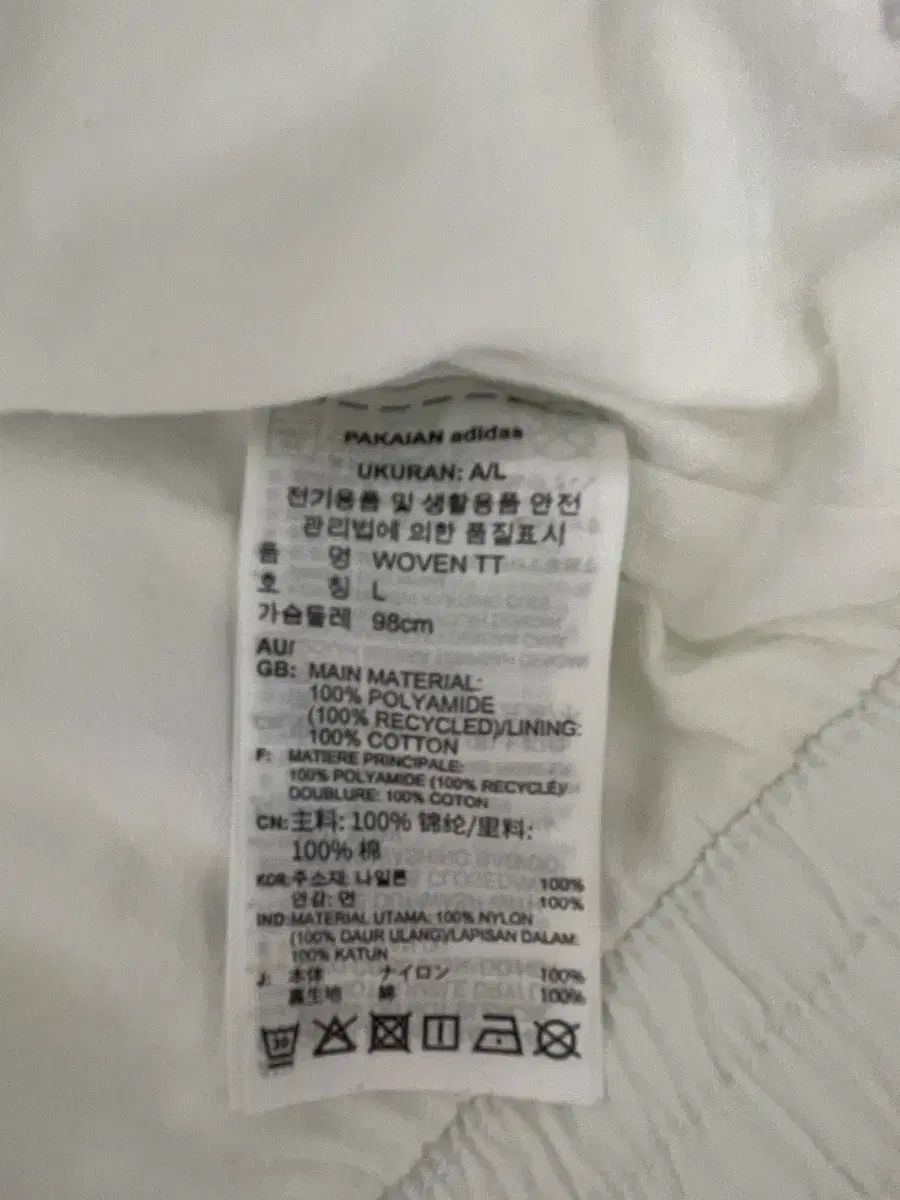 PAKAIAN adidas
UKURAN: A/L
전기용품 및 생활용품 안전
관리법에 의한 품질표시
품 명 WOVEN TT
호 칭 L
가슴둘레 98cm
AU/
GB: MAIN MATERIAL:
100% POLYAMIDE
(100% RECYCLED)/LINING:
100% COTTON
F: MATIERE PRINCIPALE:
100% POLYAMIDE (100% RECYCLÉ)/
DOUBLURE: 100% COTON
CN: 主料: 100% 锦纶/里料:
100% 棉
KOR: 주소재: 나일론 100%
안감: 면 100%
IND: MATERIAL UTAMA: 100% NYLON
(100% DAUR ULANG)/LAPISAN DALAM:
100% KATUN
J: 本体 ナイロン 100%
裏生地 綿 100%
30